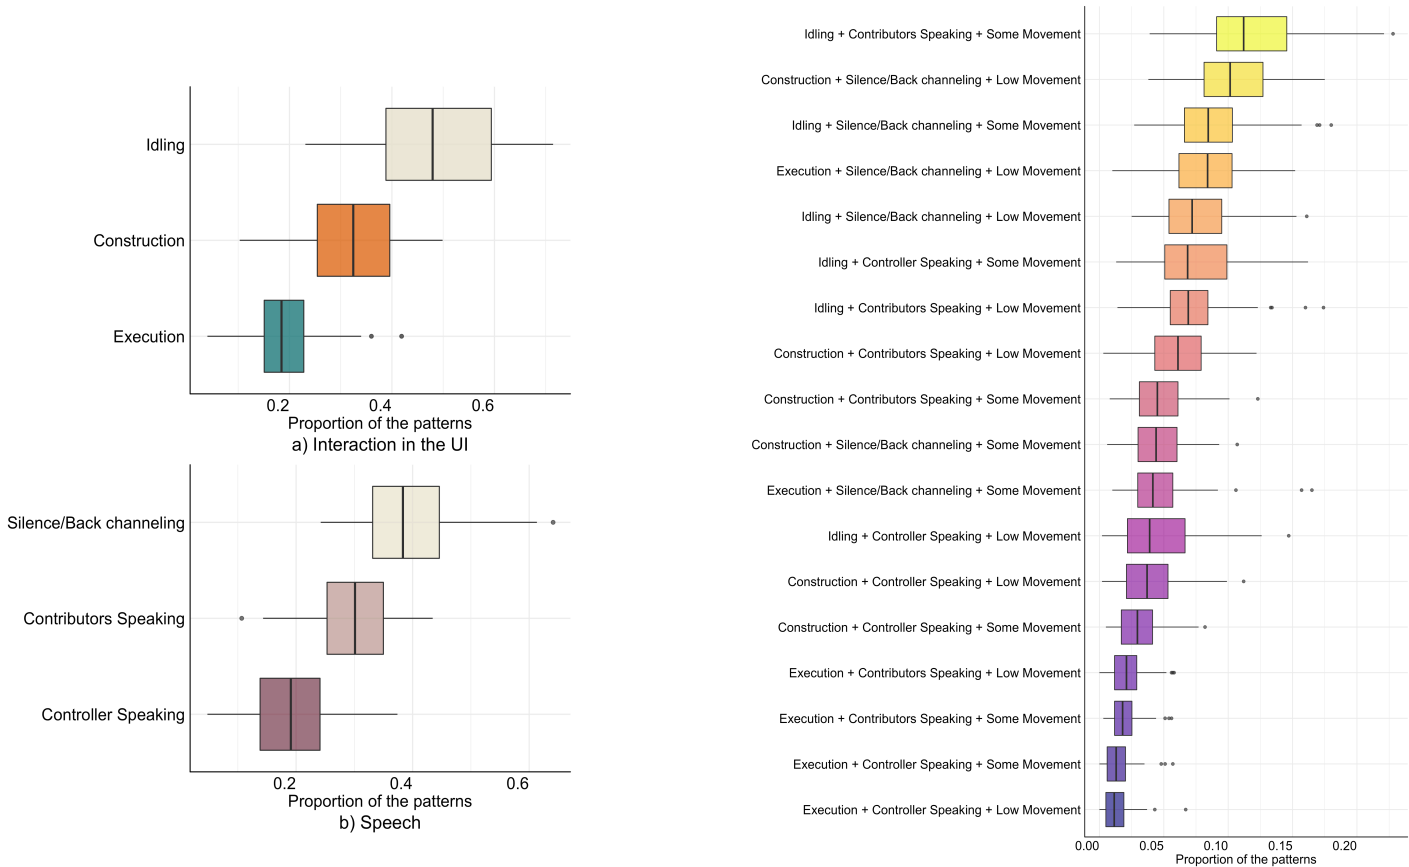 Idling
Construction
Execution
0.2 0.4 0.6
Proportion of the patterns
a) Interaction in the UI
Silence/Back channeling
Contributors Speaking
Controller Speaking
0.2 0.4 0.6
Proportion of the patterns
b) Speech
Idling + Contributors Speaking + Some Movement
Construction + Silence/Back channeling + Low Movement
Idling + Silence/Back channeling + Some Movement
Execution + Silence/Back channeling + Low Movement
Idling + Silence/Back channeling + Low Movement
Idling + Controller Speaking + Some Movement
Idling + Contributors Speaking + Low Movement
Construction + Contributors Speaking + Low Movement
Construction + Contributors Speaking + Some Movement
Construction + Silence/Back channeling + Some Movement
Execution + Silence/Back channeling + Some Movement
Idling + Controller Speaking + Low Movement
Construction + Controller Speaking + Low Movement
Construction + Controller Speaking + Some Movement
Execution + Contributors Speaking + Low Movement
Execution + Contributors Speaking + Some Movement
Execution + Controller Speaking + Some Movement
Execution + Controller Speaking + Low Movement
0.00 0.05 0.10 0.15 0.20
Proportion of the patterns